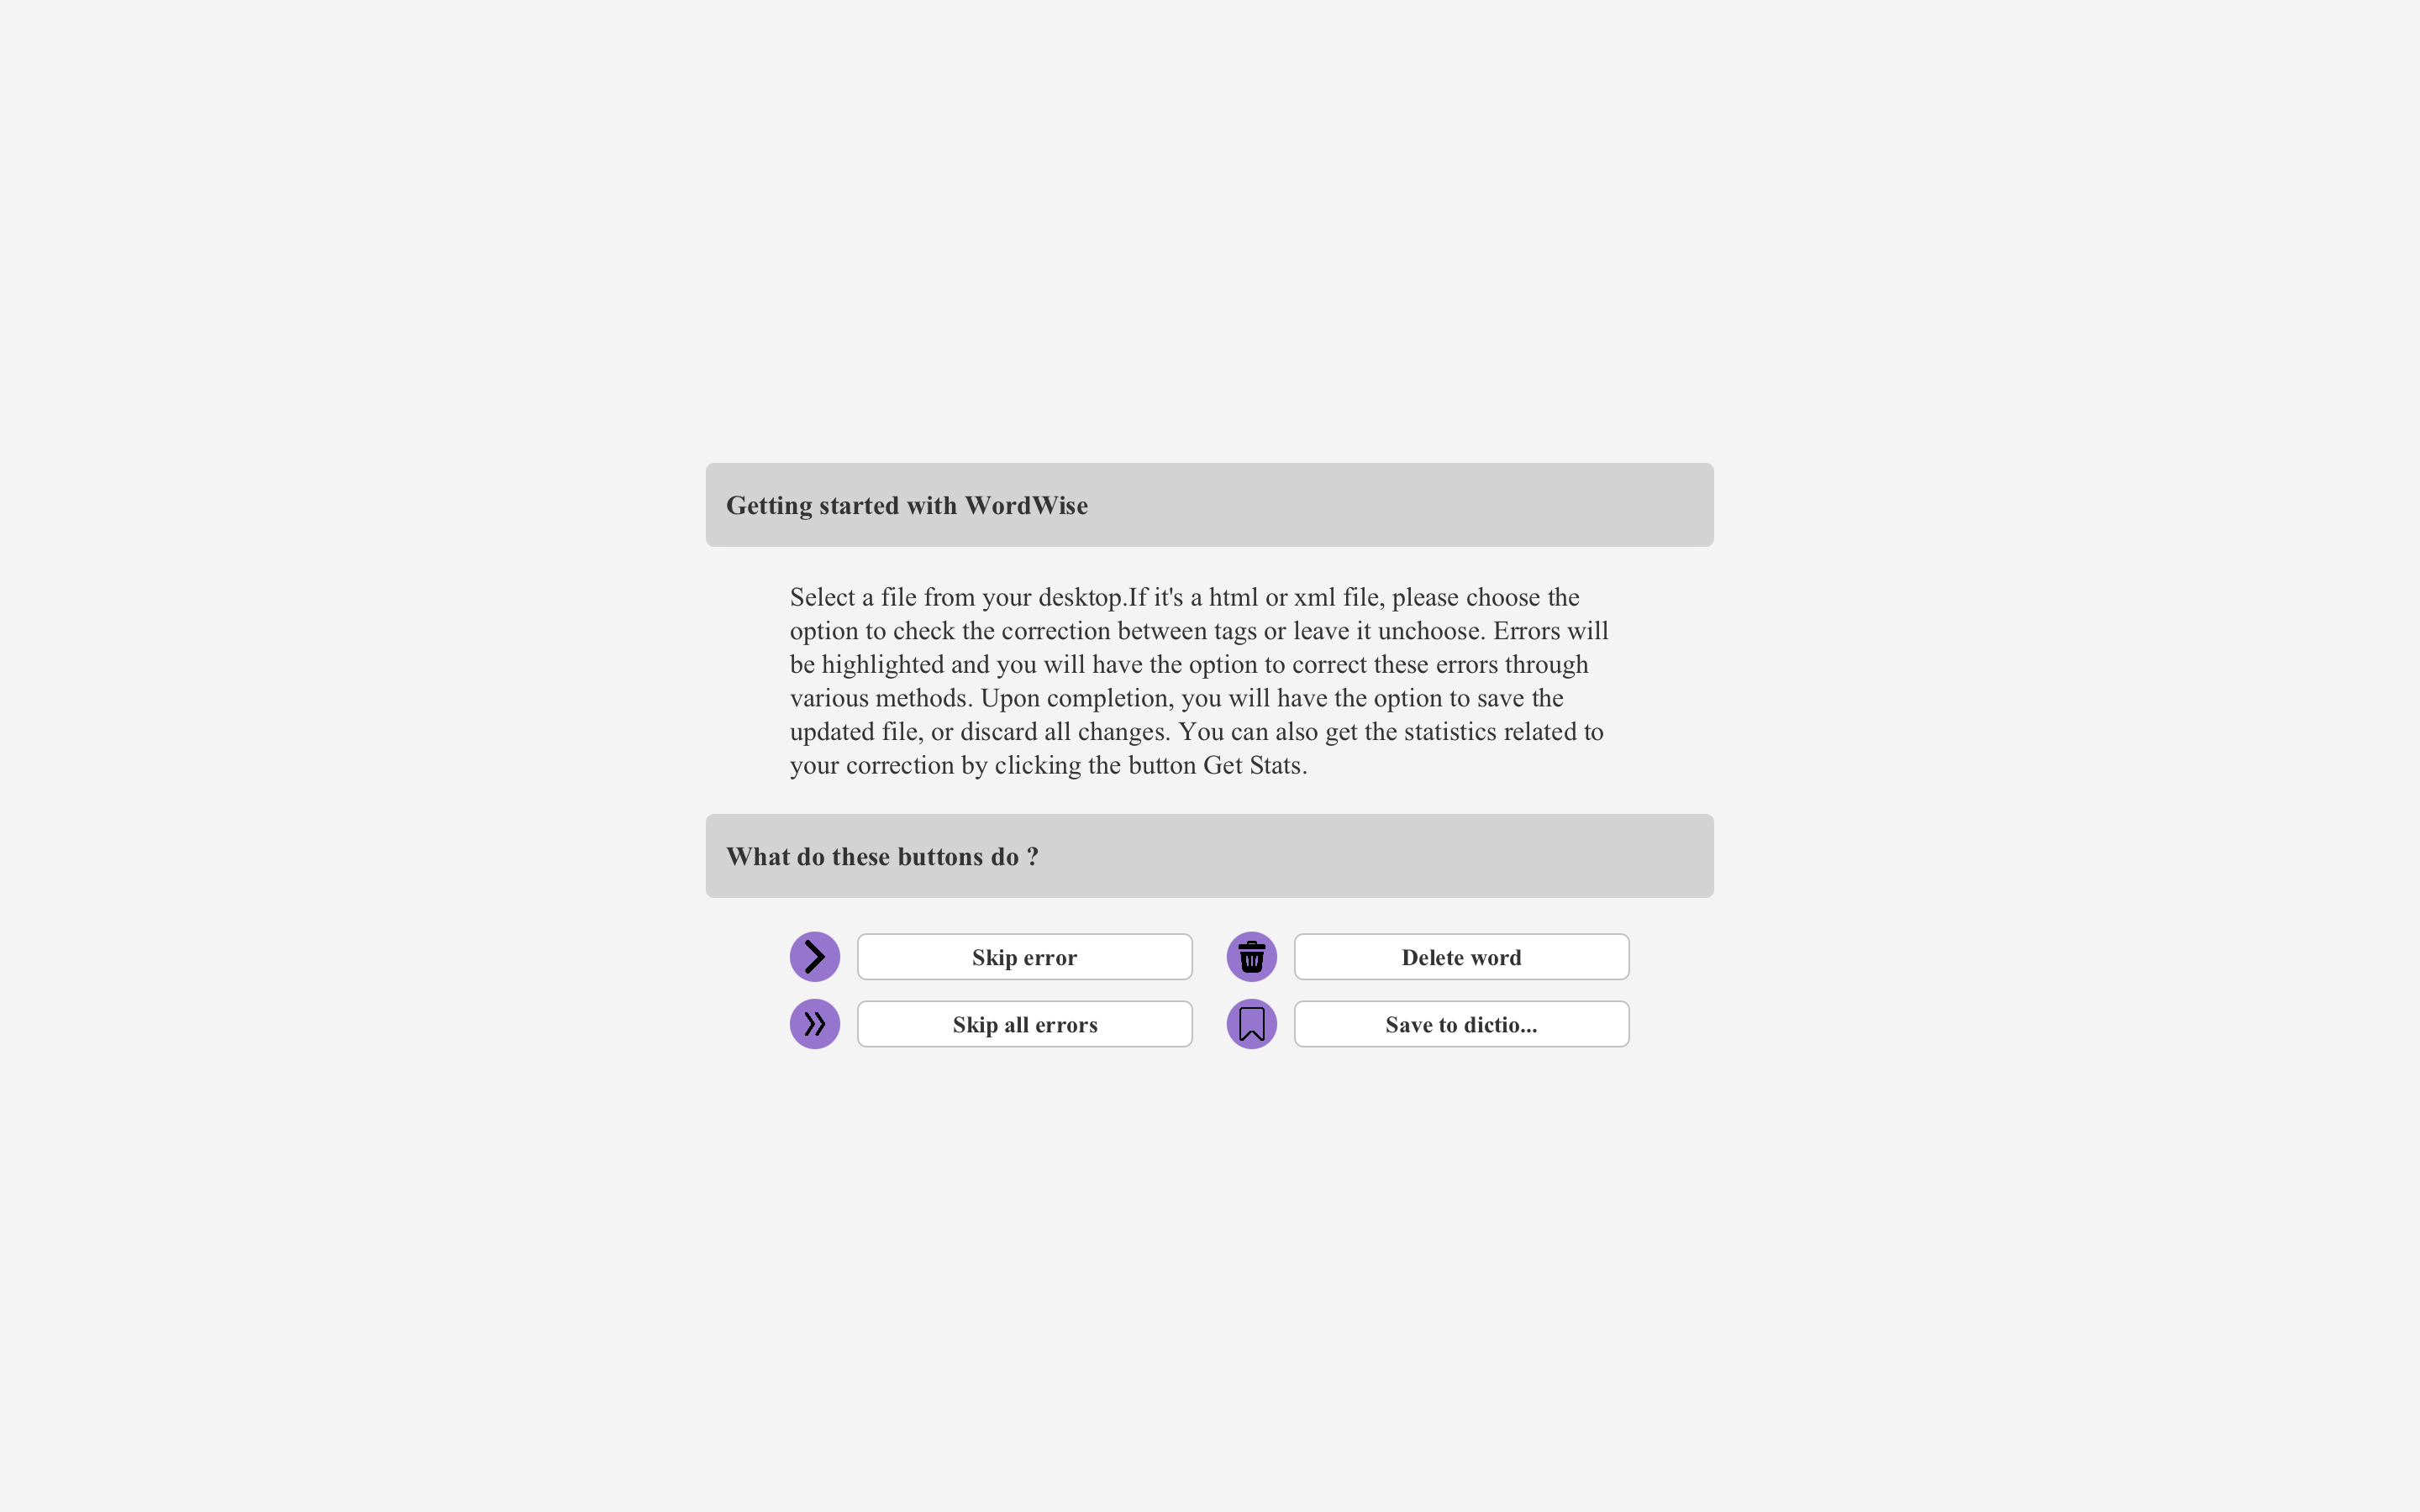 Getting started with WordWise
Select a file from your desktop.If it's a html or xml file, please choose the
option to check the correction between tags or leave it unchoose. Errors will
be highlighted and you will have the option to correct these errors through
various methods. Upon completion, you will have the option to save the
updated file, or discard all changes. You can also get the statistics related to
your correction by clicking the button Get Stats.
What do these buttons do ?
Skip error
Delete word
Skip all errors
Save to dictio...